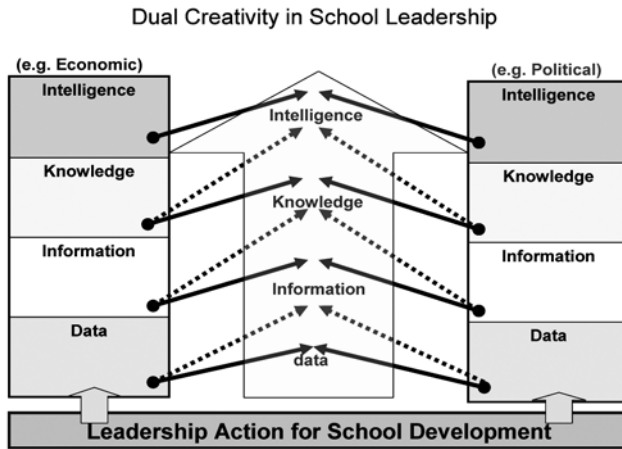 Dual Creativity in School Leadership
(e.g. Economic)
Intelligence
Knowledge
Information
Data
Intelligence
Knowledge
Information
data
(e.g. Political)
Intelligence
Knowledge
Information
Data
Leadership Action for School Development